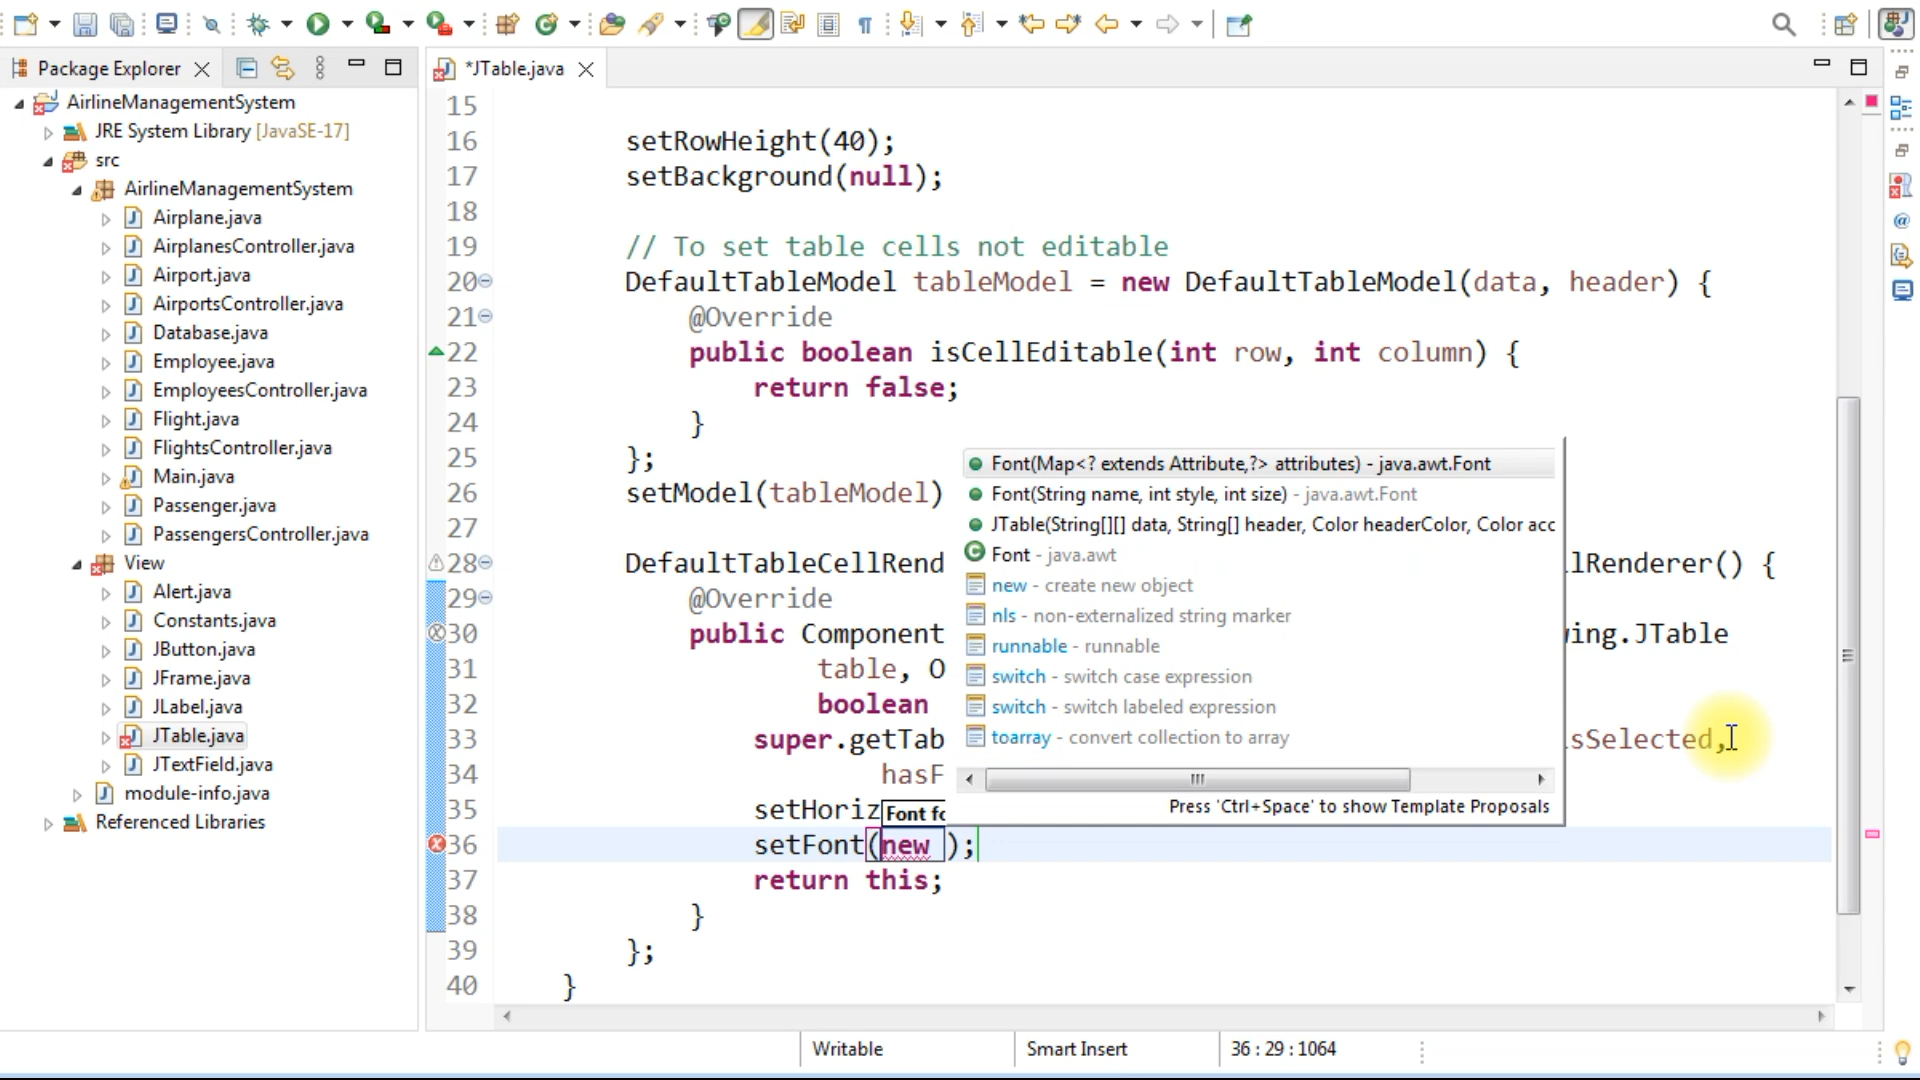 Package Explorer
*JTable.java
AirlineManagementSystem
JRE System Library [JavaSE-17]
src
AirlineManagementSystem
Airplane.java
AirplanesController.java
Airport.java
AirportsController.java
Database.java
Employee.java
EmployeesController.java
Flight.java
FlightsController.java
Main.java
Passenger.java
PassengersController.java
View
Alert.java
Constants.java
JButton.java
JFrame.java
JLabel.java
JTable.java
JTextField.java
module-info.java
Referenced Libraries
15
16 setRowHeight(40);
17 setBackground(null);
18
19 // To set table cells not editable
20 DefaultTableModel tableModel = new DefaultTableModel(data, header) {
21 @Override
22 public boolean isCellEditable(int row, int column) {
23 return false;
24 }
25 };
26 setModel(tableModel)
27
28 DefaultTableCellRend lRenderer() {
29 @Override
30 public Component ing.JTable
31 table, O
32 boolean
33 super.getTab sSelected,
34 hasF
35 setHoriz
36 setFont(new );
37 return this;
38 }
39 };
40 }
Font(Map<? extends Attribute,?> attributes) - java.awt.Font
Font(String name, int style, int size) - java.awt.Font
JTable(String[][] data, String[] header, Color headerColor, Color acc
Font - java.awt
new - create new object
nls - non-externalized string marker
runnable - runnable
switch - switch case expression
switch - switch labeled expression
toarray - convert collection to array
Press 'Ctrl+Space' to show Template Proposals
Font fo
Writable
Smart Insert
36 : 29 : 1064